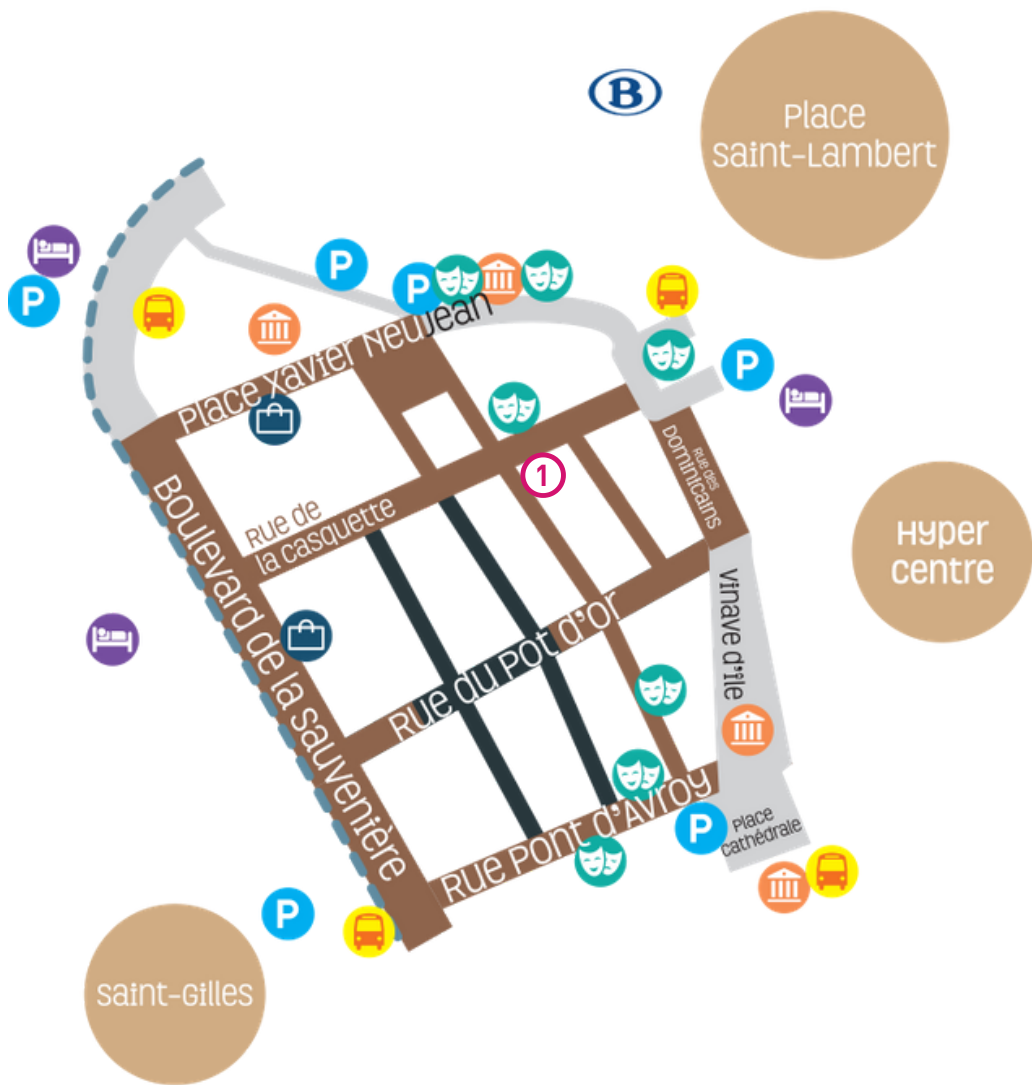 B
Place
saint-Lambert
P
P
P
Place xavier Neujean
P
Rue des
Dominicains
1
Rue de
la casquette
Hyper
centre
Boulevard de la sauvenière
Vinave d'île
Rue du Pot d'or
Rue Pont d'Avroy
P
Place
cathédrale
P
saint-Gilles